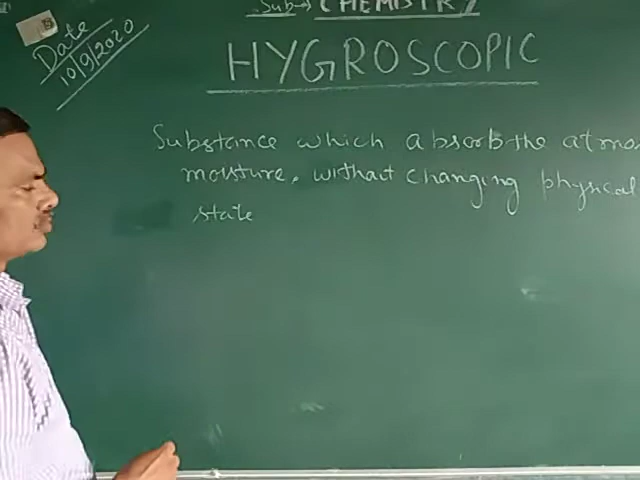 Sub→ CHEMISTRY
Date
10/9/2020
HYGROSCOPIC
Substance which absorb the atmo
moisture, without changing physical
state